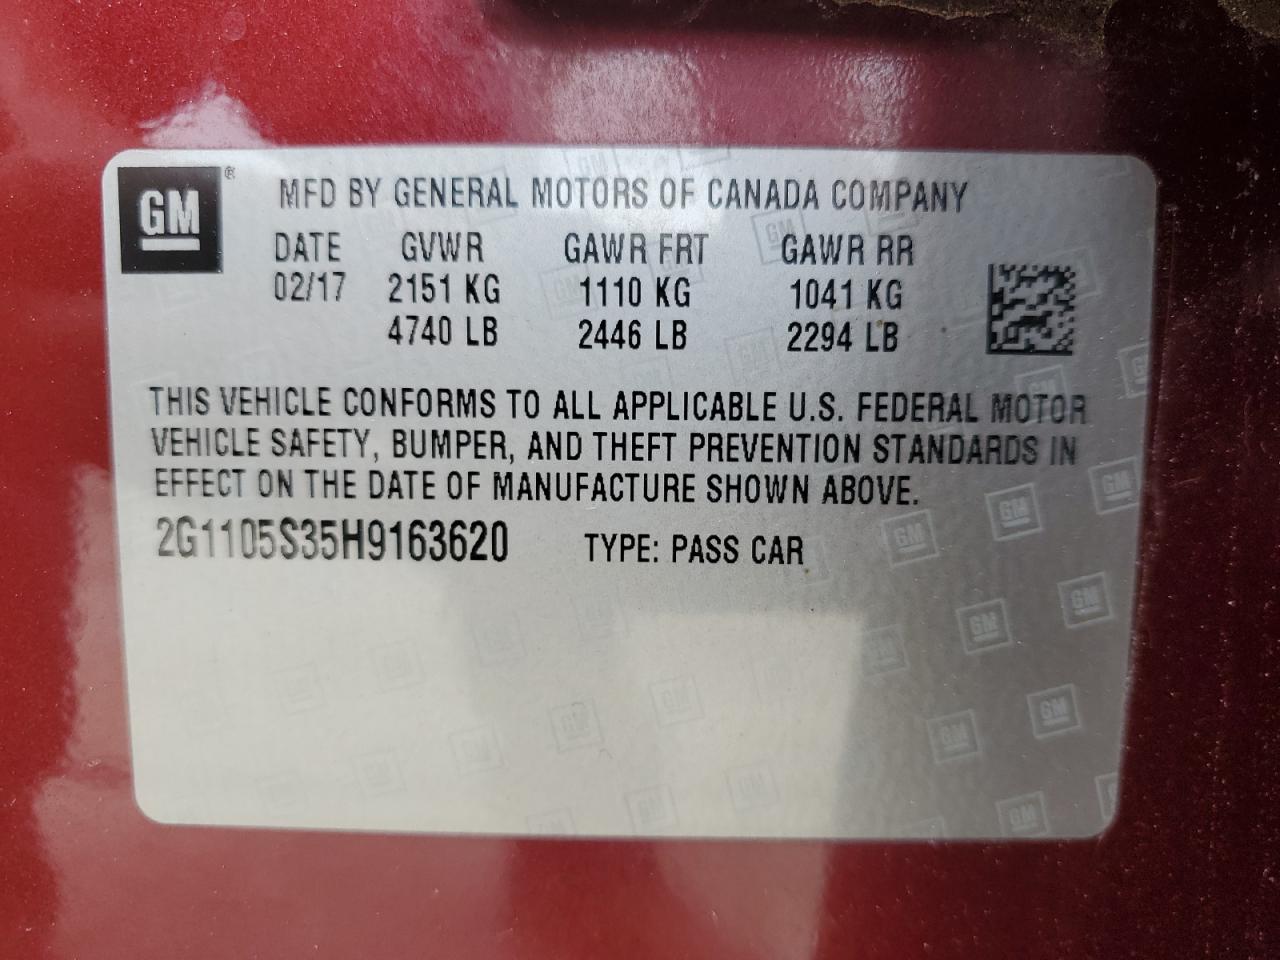 GM ® MFD BY GENERAL MOTORS OF CANADA COMPANY
DATE GVWR GAWR FRT GAWR RR
02/17 2151 KG 1110 KG 1041 KG
4740 LB 2446 LB 2294 LB
THIS VEHICLE CONFORMS TO ALL APPLICABLE U.S. FEDERAL MOTOR
VEHICLE SAFETY, BUMPER, AND THEFT PREVENTION STANDARDS IN
EFFECT ON THE DATE OF MANUFACTURE SHOWN ABOVE.
2G1105S35H9163620 TYPE: PASS CAR